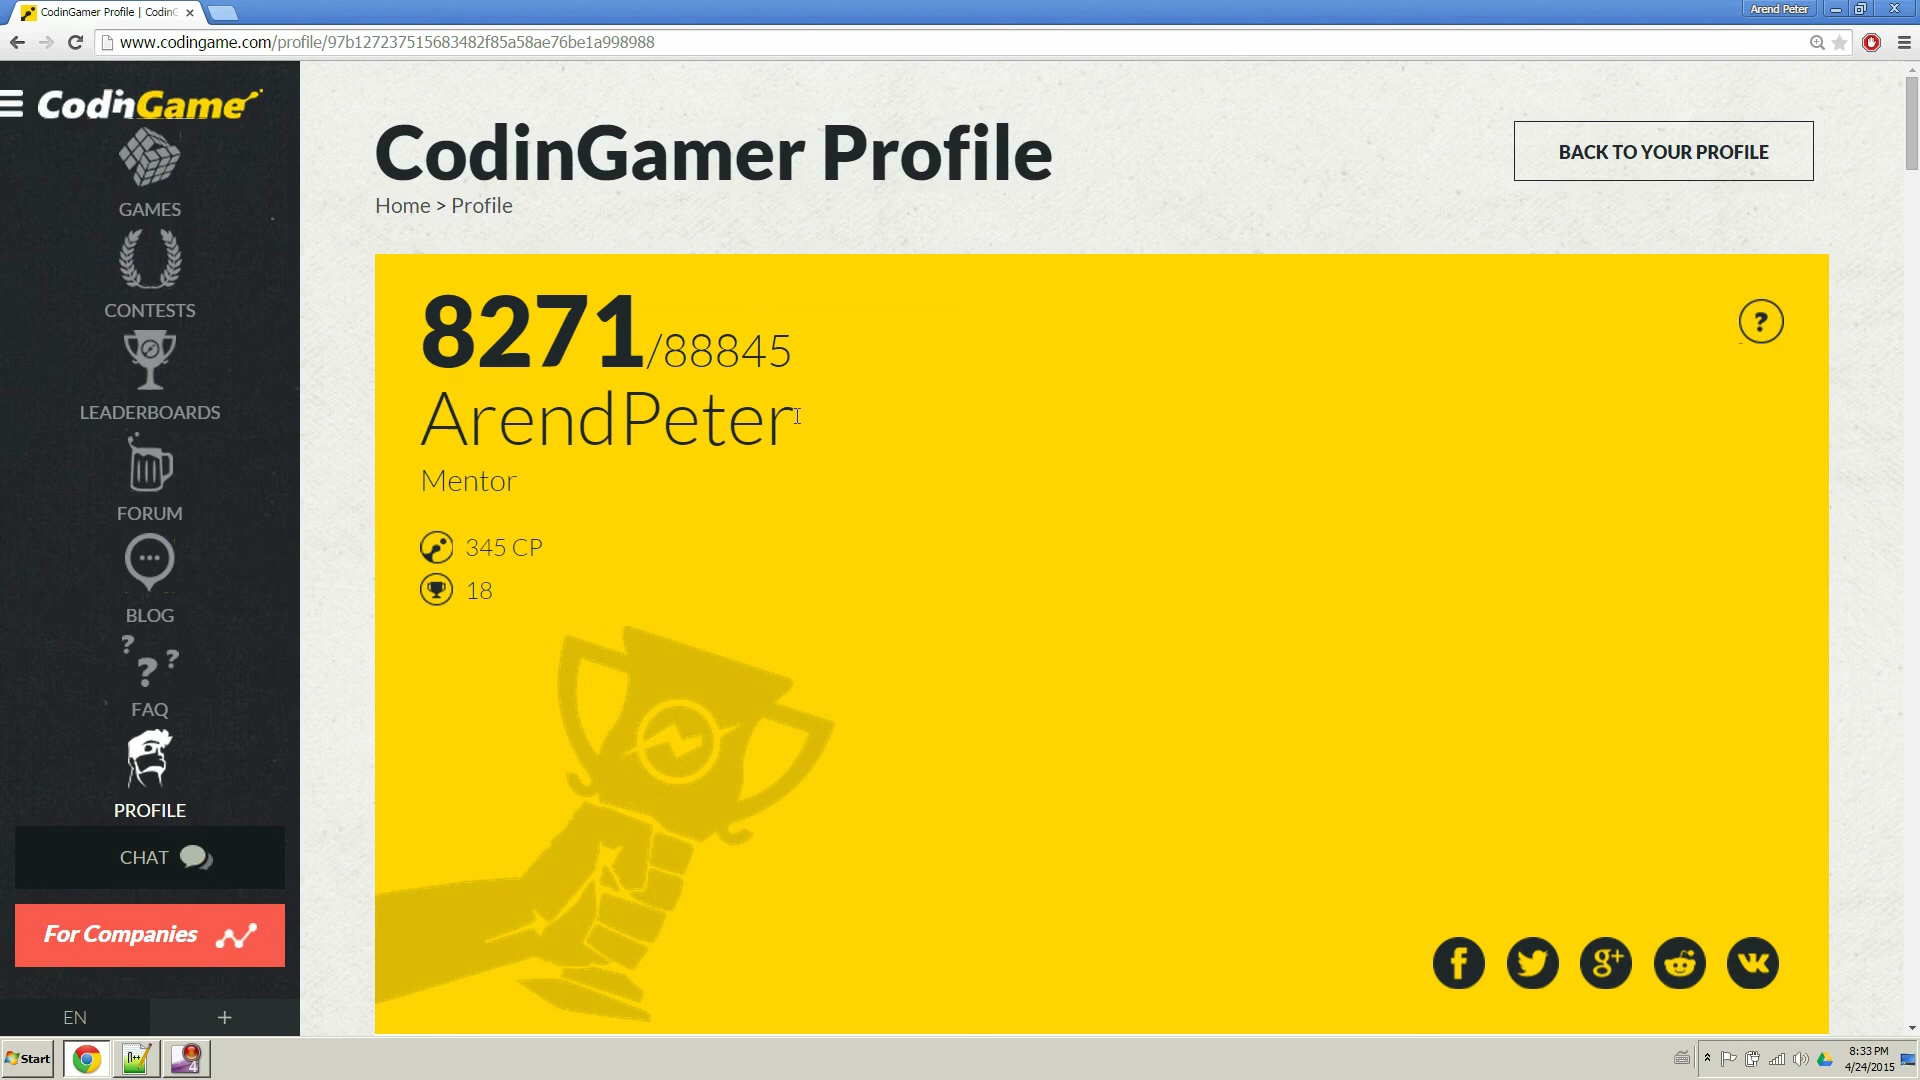 CodinGamer Profile | CodinG
Arend Peter
www.codingame.com/profile/97b127237515683482f85a58ae76be1a998988
CodinGame
GAMES
CONTESTS
LEADERBOARDS
FORUM
BLOG
FAQ
PROFILE
CHAT
For Companies
EN +
CodinGamer Profile
BACK TO YOUR PROFILE
Home > Profile
8271/88845
?
ArendPeter
Mentor
345 CP
18
Start
8:33 PM
4/24/2015